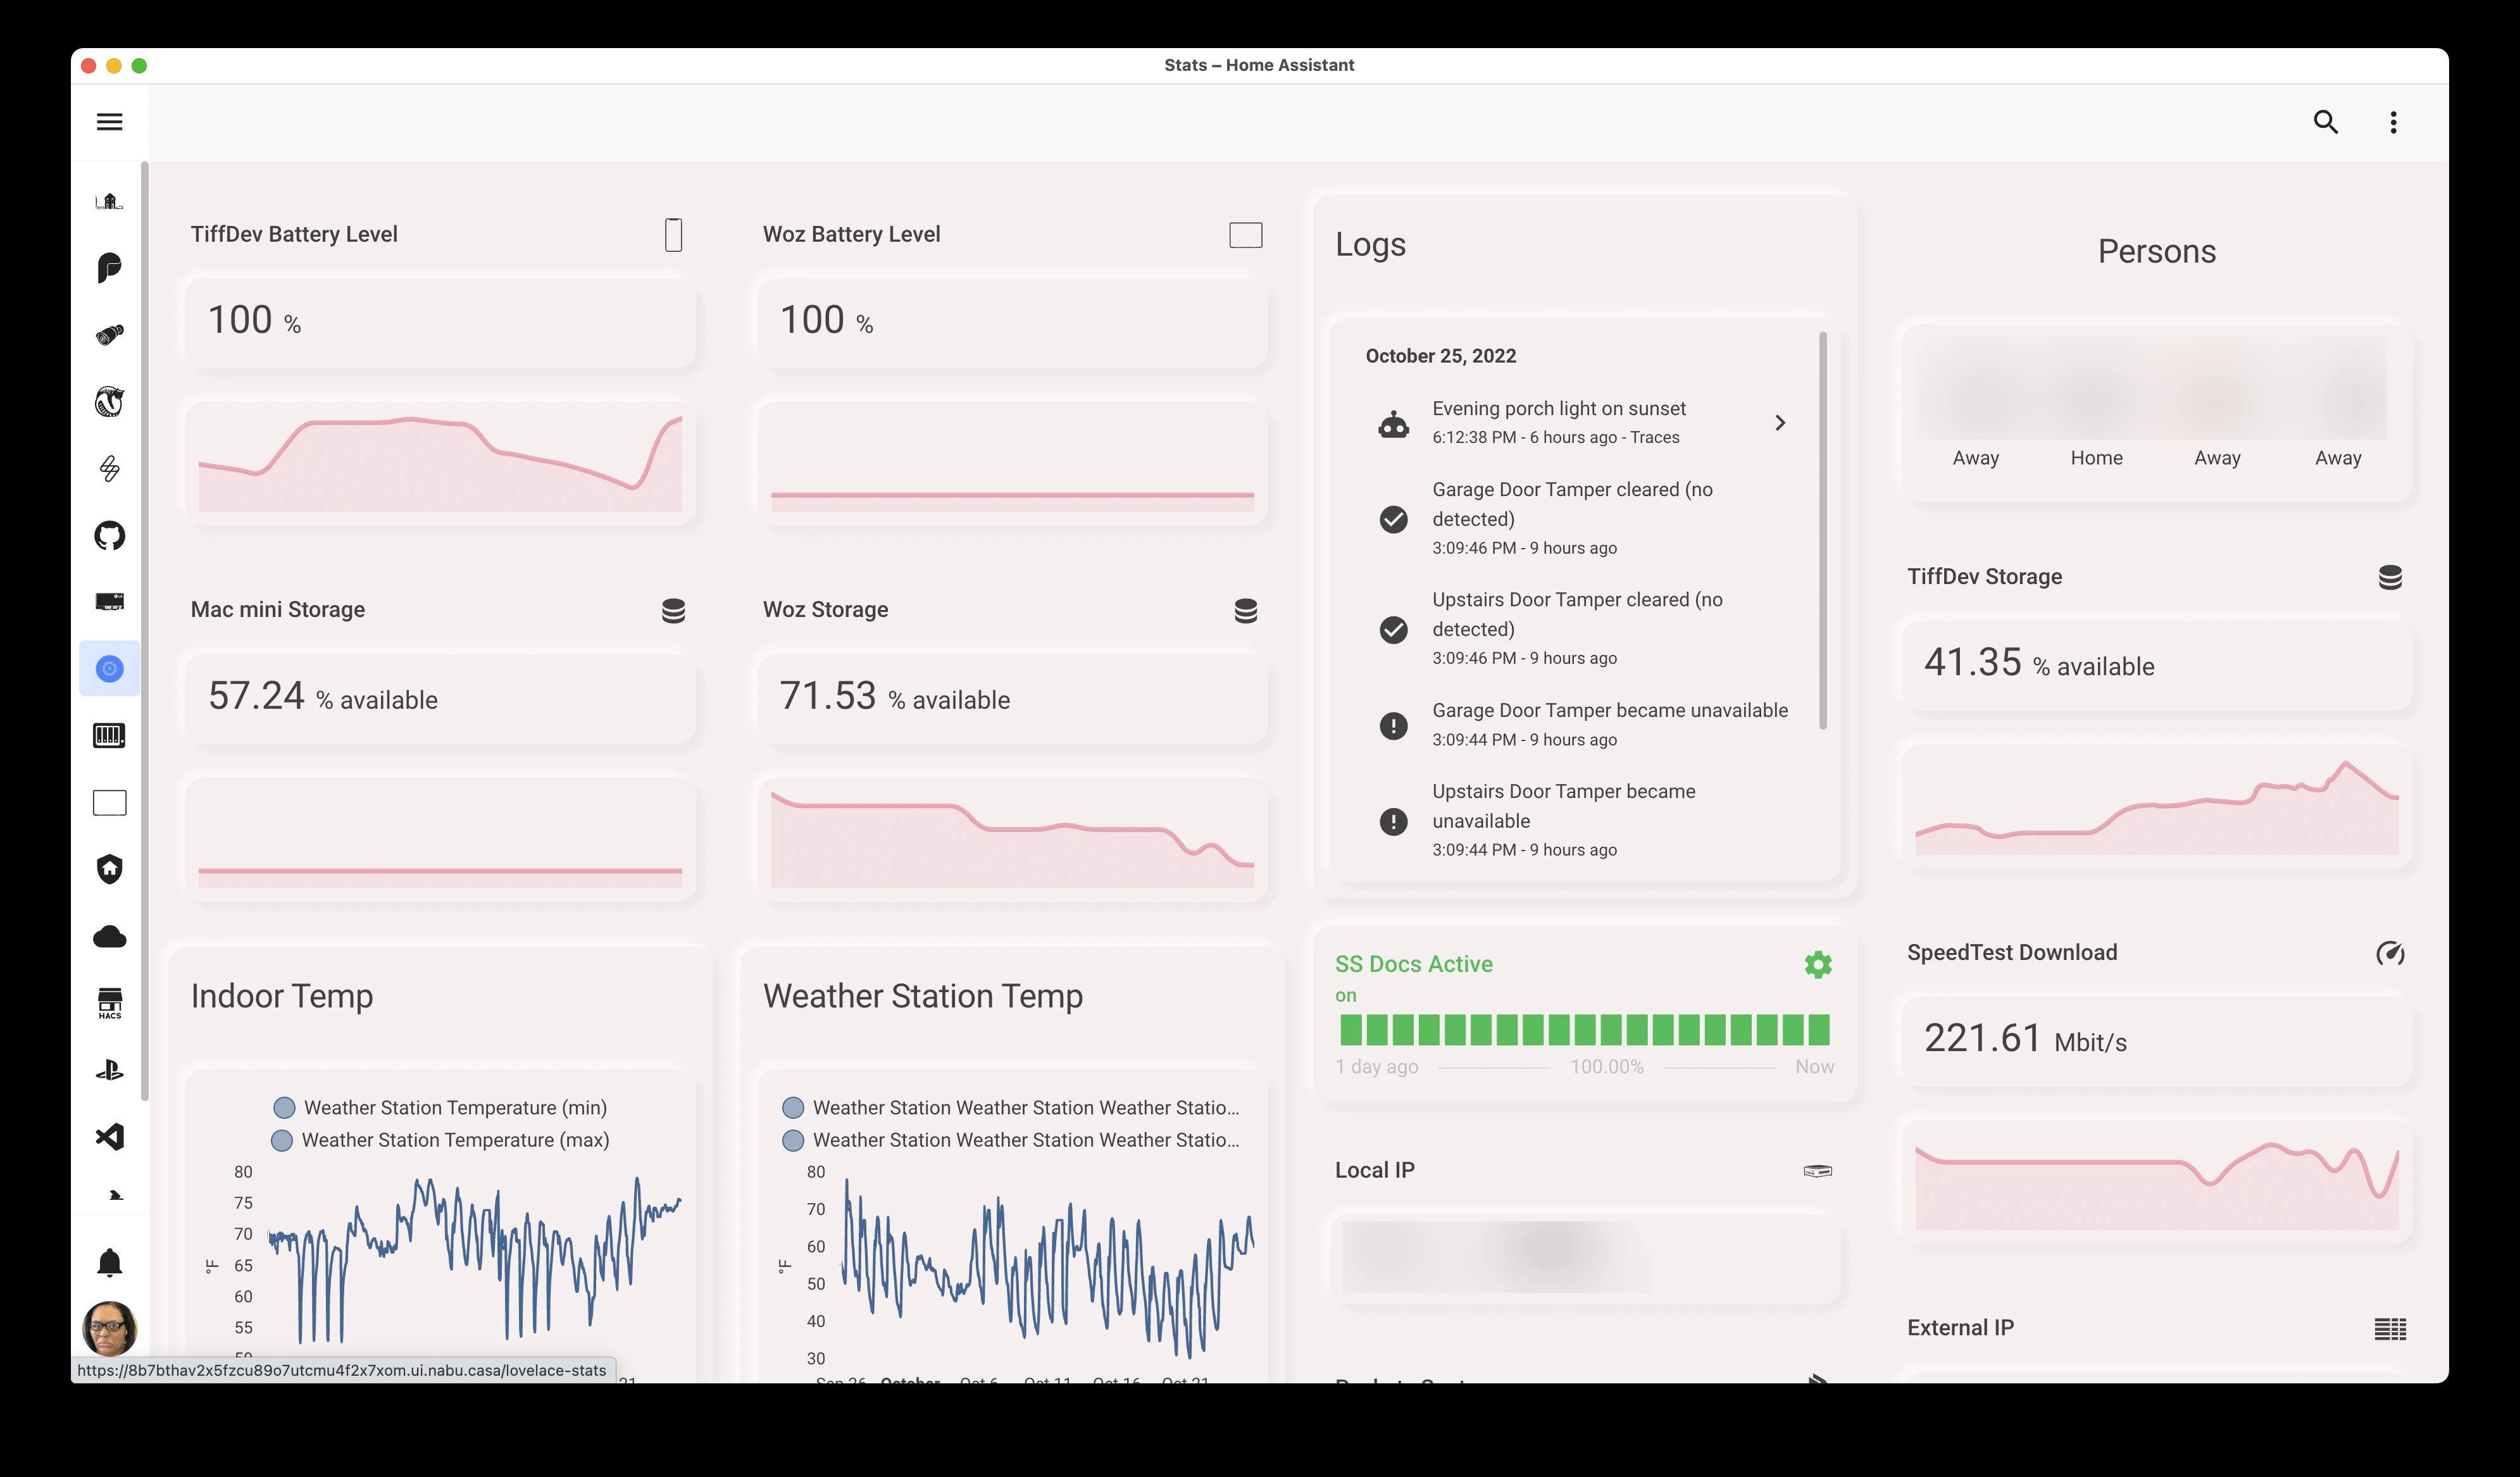 Stats – Home Assistant
TiffDev Battery Level
100 %
Woz Battery Level
100 %
Mac mini Storage
57.24 % available
Woz Storage
71.53 % available
Indoor Temp
Weather Station Temperature (min)
Weather Station Temperature (max)
80
75
70
65
60
55
°F
21
Weather Station Temp
Weather Station Weather Station Weather Statio...
Weather Station Weather Station Weather Statio...
80
70
60
50
40
30
°F
Sep 26 October Oct 6 Oct 11 Oct 16 Oct 21
Logs
October 25, 2022
Evening porch light on sunset
6:12:38 PM - 6 hours ago - Traces
Garage Door Tamper cleared (no
detected)
3:09:46 PM - 9 hours ago
Upstairs Door Tamper cleared (no
detected)
3:09:46 PM - 9 hours ago
Garage Door Tamper became unavailable
3:09:44 PM - 9 hours ago
Upstairs Door Tamper became
unavailable
3:09:44 PM - 9 hours ago
SS Docs Active
on
1 day ago 100.00% Now
Local IP
Persons
Away Home Away Away
TiffDev Storage
41.35 % available
SpeedTest Download
221.61 Mbit/s
External IP
HACS
https://8b7bthav2x5fzcu89o7utcmu4f2x7xom.ui.nabu.casa/lovelace-stats